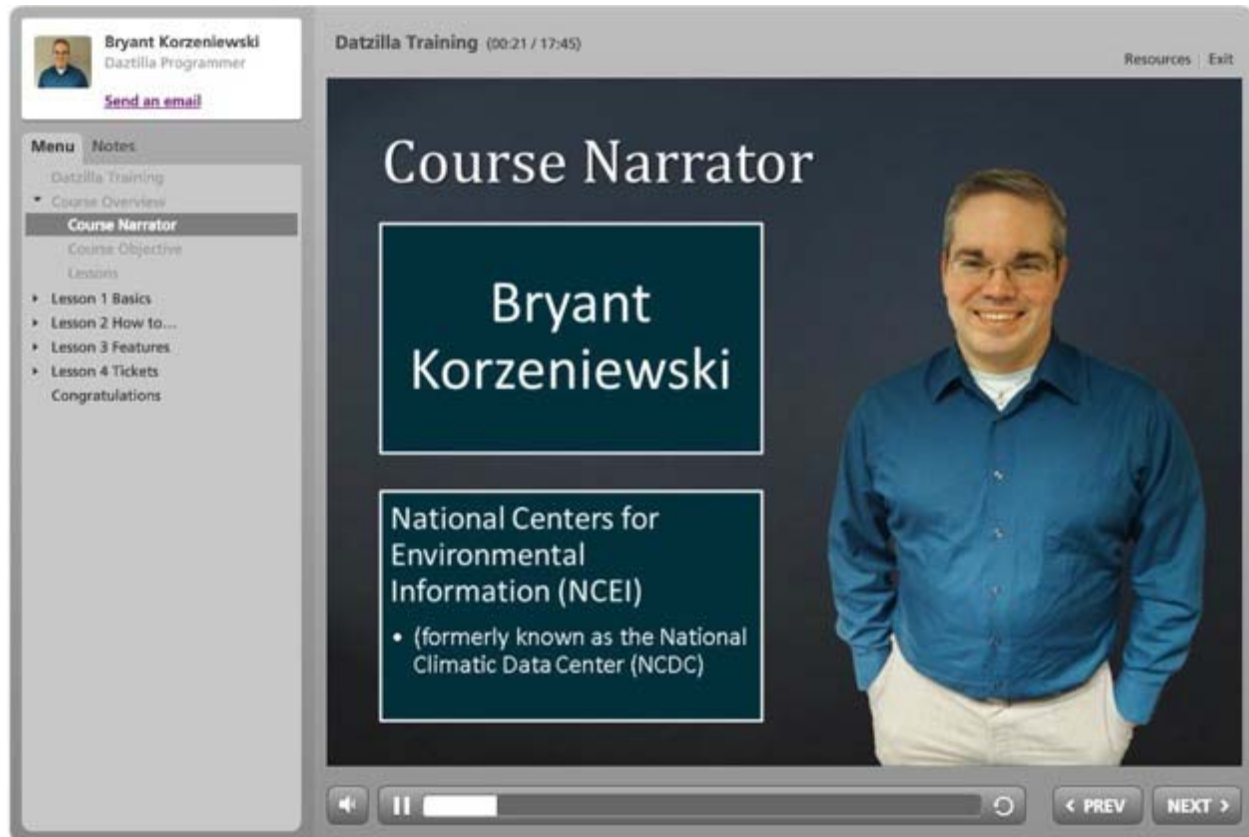 Bryant Korzeniewski
Daztilla Programmer
Send an email
Menu Notes
Datzilla Training
Course Overview
Course Narrator
Course Objective
Lessons
Lesson 1 Basics
Lesson 2 How to...
Lesson 3 Features
Lesson 4 Tickets
Congratulations
Datzilla Training (00:21 / 17:45)
Resources | Exit
Course Narrator
Bryant
Korzeniewski
National Centers for
Environmental
Information (NCEI)
• (formerly known as the National
Climatic Data Center (NCDC)
< PREV
NEXT >